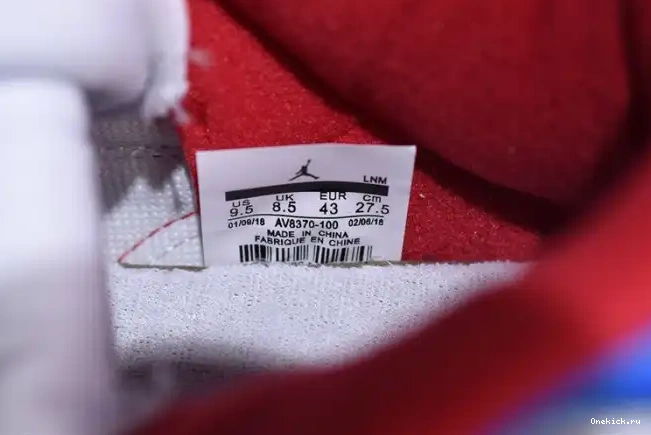 LNM
US UK EUR Cm
9.5 8.5 43 27.5
01/09/18 AV8370-100 02/06/18
MADE IN CHINA
FABRIQUE EN CHINE
Onekick.ru